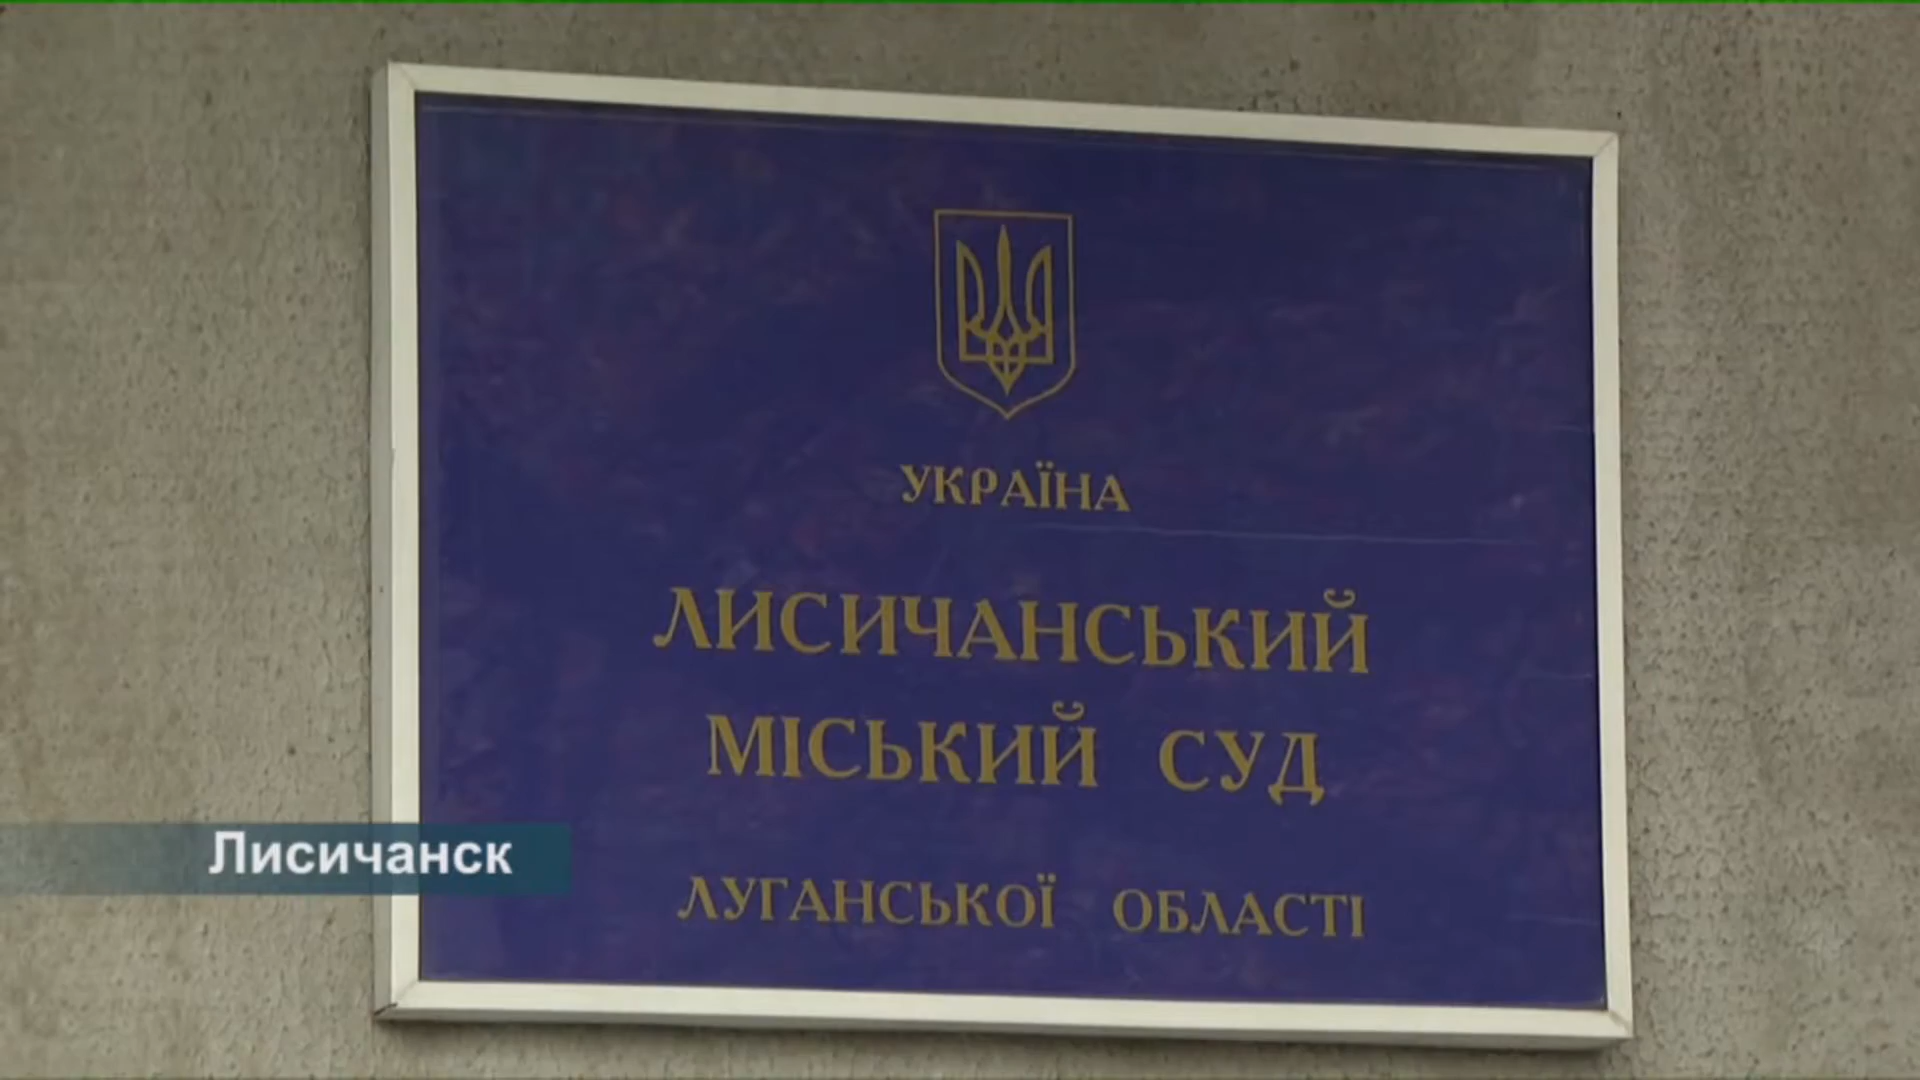 УКРАЇНА
ЛИСИЧАНСЬКИЙ
МІСЬКИЙ СУД
Лисичанск
ЛУГАНСЬКОЇ ОБЛАСТІ